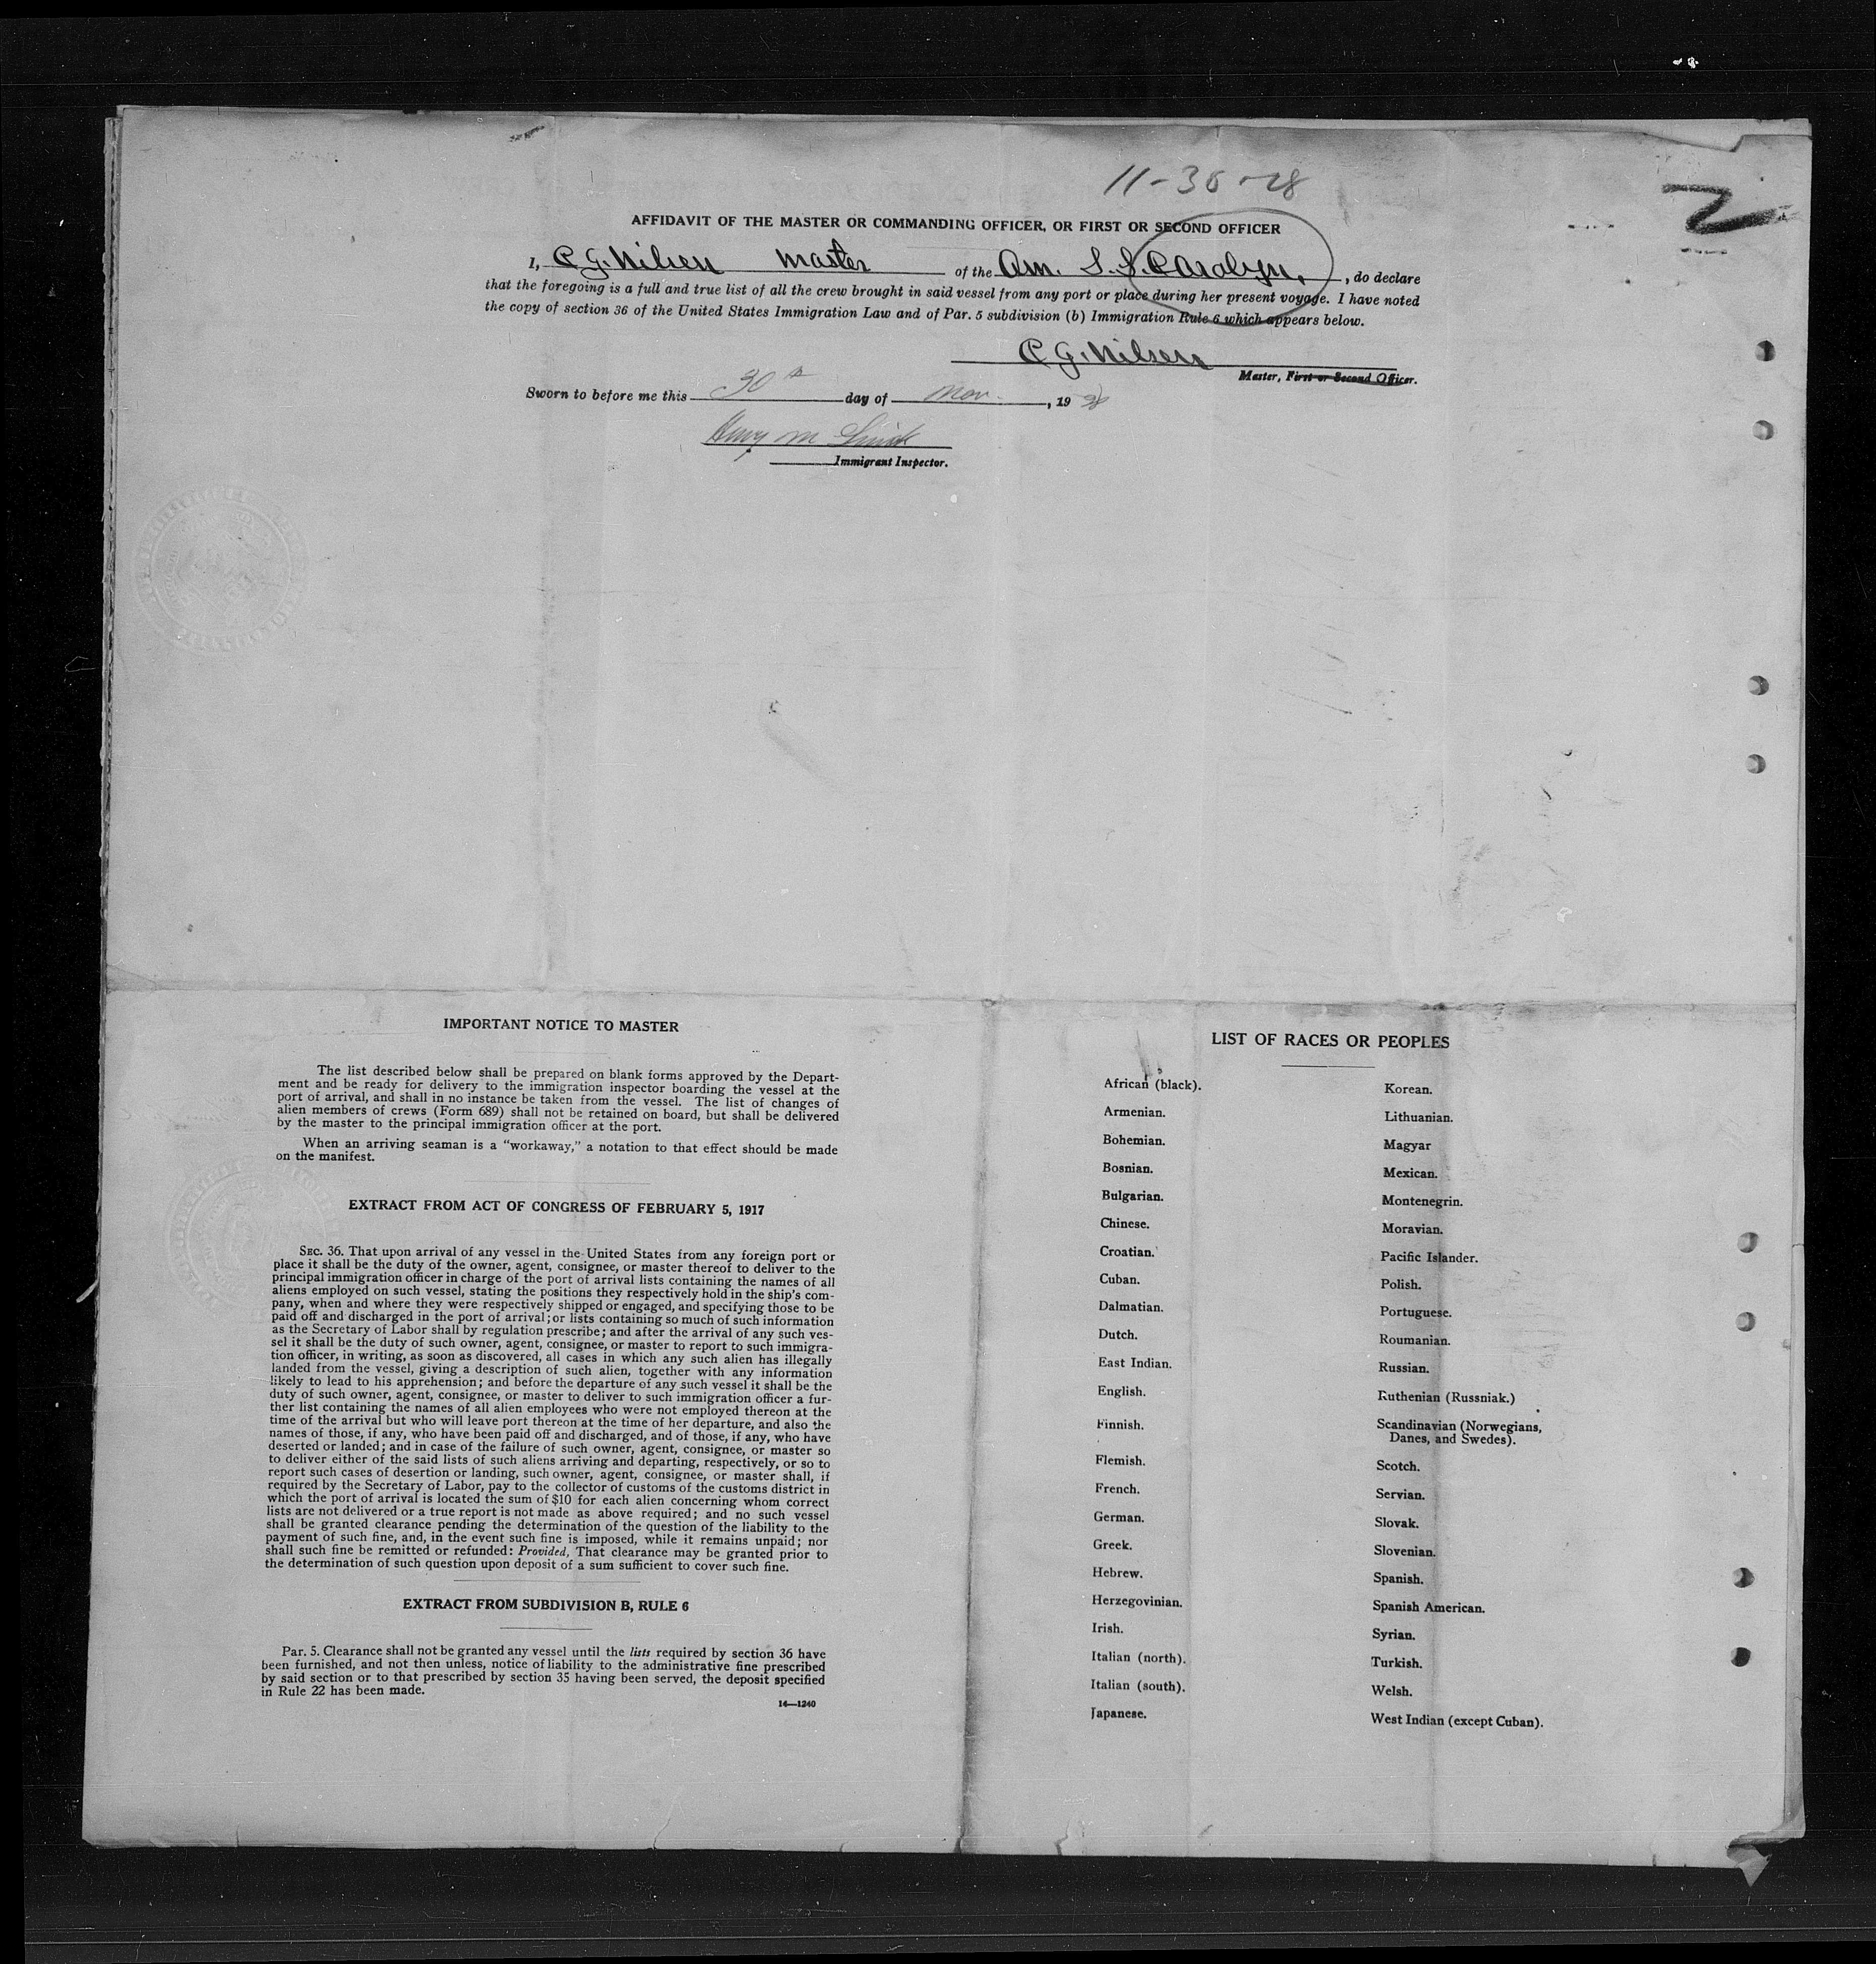 11-30-28
2
AFFIDAVIT OF THE MASTER OR COMMANDING OFFICER, OR FIRST OR SECOND OFFICER
I, C G. Nilsen master of the Am. S.S. Carolyn, , do declare
that the foregoing is a full and true list of all the crew brought in said vessel from any port or place during her present voyage. I have noted
the copy of section 36 of the United States Immigration Law and of Par. 5 subdivision (b) Immigration Rule 6 which appears below.
C G. Nilsen
Master, First or Second Officer.
Sworn to before me this 30th day of Nov. , 1928
Immigrant Inspector.
IMPORTANT NOTICE TO MASTER
The list described below shall be prepared on blank forms approved by the Depart-
ment and be ready for delivery to the immigration inspector boarding the vessel at the
port of arrival, and shall in no instance be taken from the vessel. The list of changes of
alien members of crews (Form 689) shall not be retained on board, but shall be delivered
by the master to the principal immigration officer at the port.
When an arriving seaman is a "workaway," a notation to that effect should be made
on the manifest.
EXTRACT FROM ACT OF CONGRESS OF FEBRUARY 5, 1917
SEC. 36. That upon arrival of any vessel in the United States from any foreign port or
place it shall be the duty of the owner, agent, consignee, or master thereof to deliver to the
principal immigration officer in charge of the port of arrival lists containing the names of all
aliens employed on such vessel, stating the positions they respectively hold in the ship's com-
pany, when and where they were respectively shipped or engaged, and specifying those to be
paid off and discharged in the port of arrival; or lists containing so much of such information
as the Secretary of Labor shall by regulation prescribe; and after the arrival of any such ves-
sel it shall be the duty of such owner, agent, consignee, or master to report to such immigra-
tion officer, in writing, as soon as discovered, all cases in which any such alien has illegally
landed from the vessel, giving a description of such alien, together with any information
likely to lead to his apprehension; and before the departure of any such vessel it shall be the
duty of such owner, agent, consignee, or master to deliver to such immigration officer a fur-
ther list containing the names of all alien employees who were not employed thereon at the
time of the arrival but who will leave port thereon at the time of her departure, and also the
names of those, if any, who have been paid off and discharged, and of those, if any, who have
deserted or landed; and in case of the failure of such owner, agent, consignee, or master so
to deliver either of the said lists of such aliens arriving and departing, respectively, or so to
report such cases of desertion or landing, such owner, agent, consignee, or master shall, if
required by the Secretary of Labor, pay to the collector of customs of the customs district in
which the port of arrival is located the sum of $10 for each alien concerning whom correct
lists are not delivered or a true report is not made as above required; and no such vessel
shall be granted clearance pending the determination of the question of the liability to the
payment of such fine, and, in the event such fine is imposed, while it remains unpaid; nor
shall such fine be remitted or refunded: Provided, That clearance may be granted prior to
the determination of such question upon deposit of a sum sufficient to cover such fine.
EXTRACT FROM SUBDIVISION B, RULE 6
Par. 5. Clearance shall not be granted any vessel until the lists required by section 36 have
been furnished, and not then unless, notice of liability to the administrative fine prescribed
by said section or to that prescribed by section 35 having been served, the deposit specified
in Rule 22 has been made.
14—1240
LIST OF RACES OR PEOPLES
African (black).
Armenian.
Bohemian.
Bosnian.
Bulgarian.
Chinese.
Croatian.
Cuban.
Dalmatian.
Dutch.
East Indian.
English.
Finnish.
Flemish.
French.
German.
Greek.
Hebrew.
Herzegovinian.
Irish.
Italian (north).
Italian (south).
Japanese.
Korean.
Lithuanian.
Magyar
Mexican.
Montenegrin.
Moravian.
Pacific Islander.
Polish.
Portuguese.
Roumanian.
Russian.
Ruthenian (Russniak.)
Scandinavian (Norwegians,
Danes, and Swedes).
Scotch.
Servian.
Slovak.
Slovenian.
Spanish.
Spanish American.
Syrian.
Turkish.
Welsh.
West Indian (except Cuban).